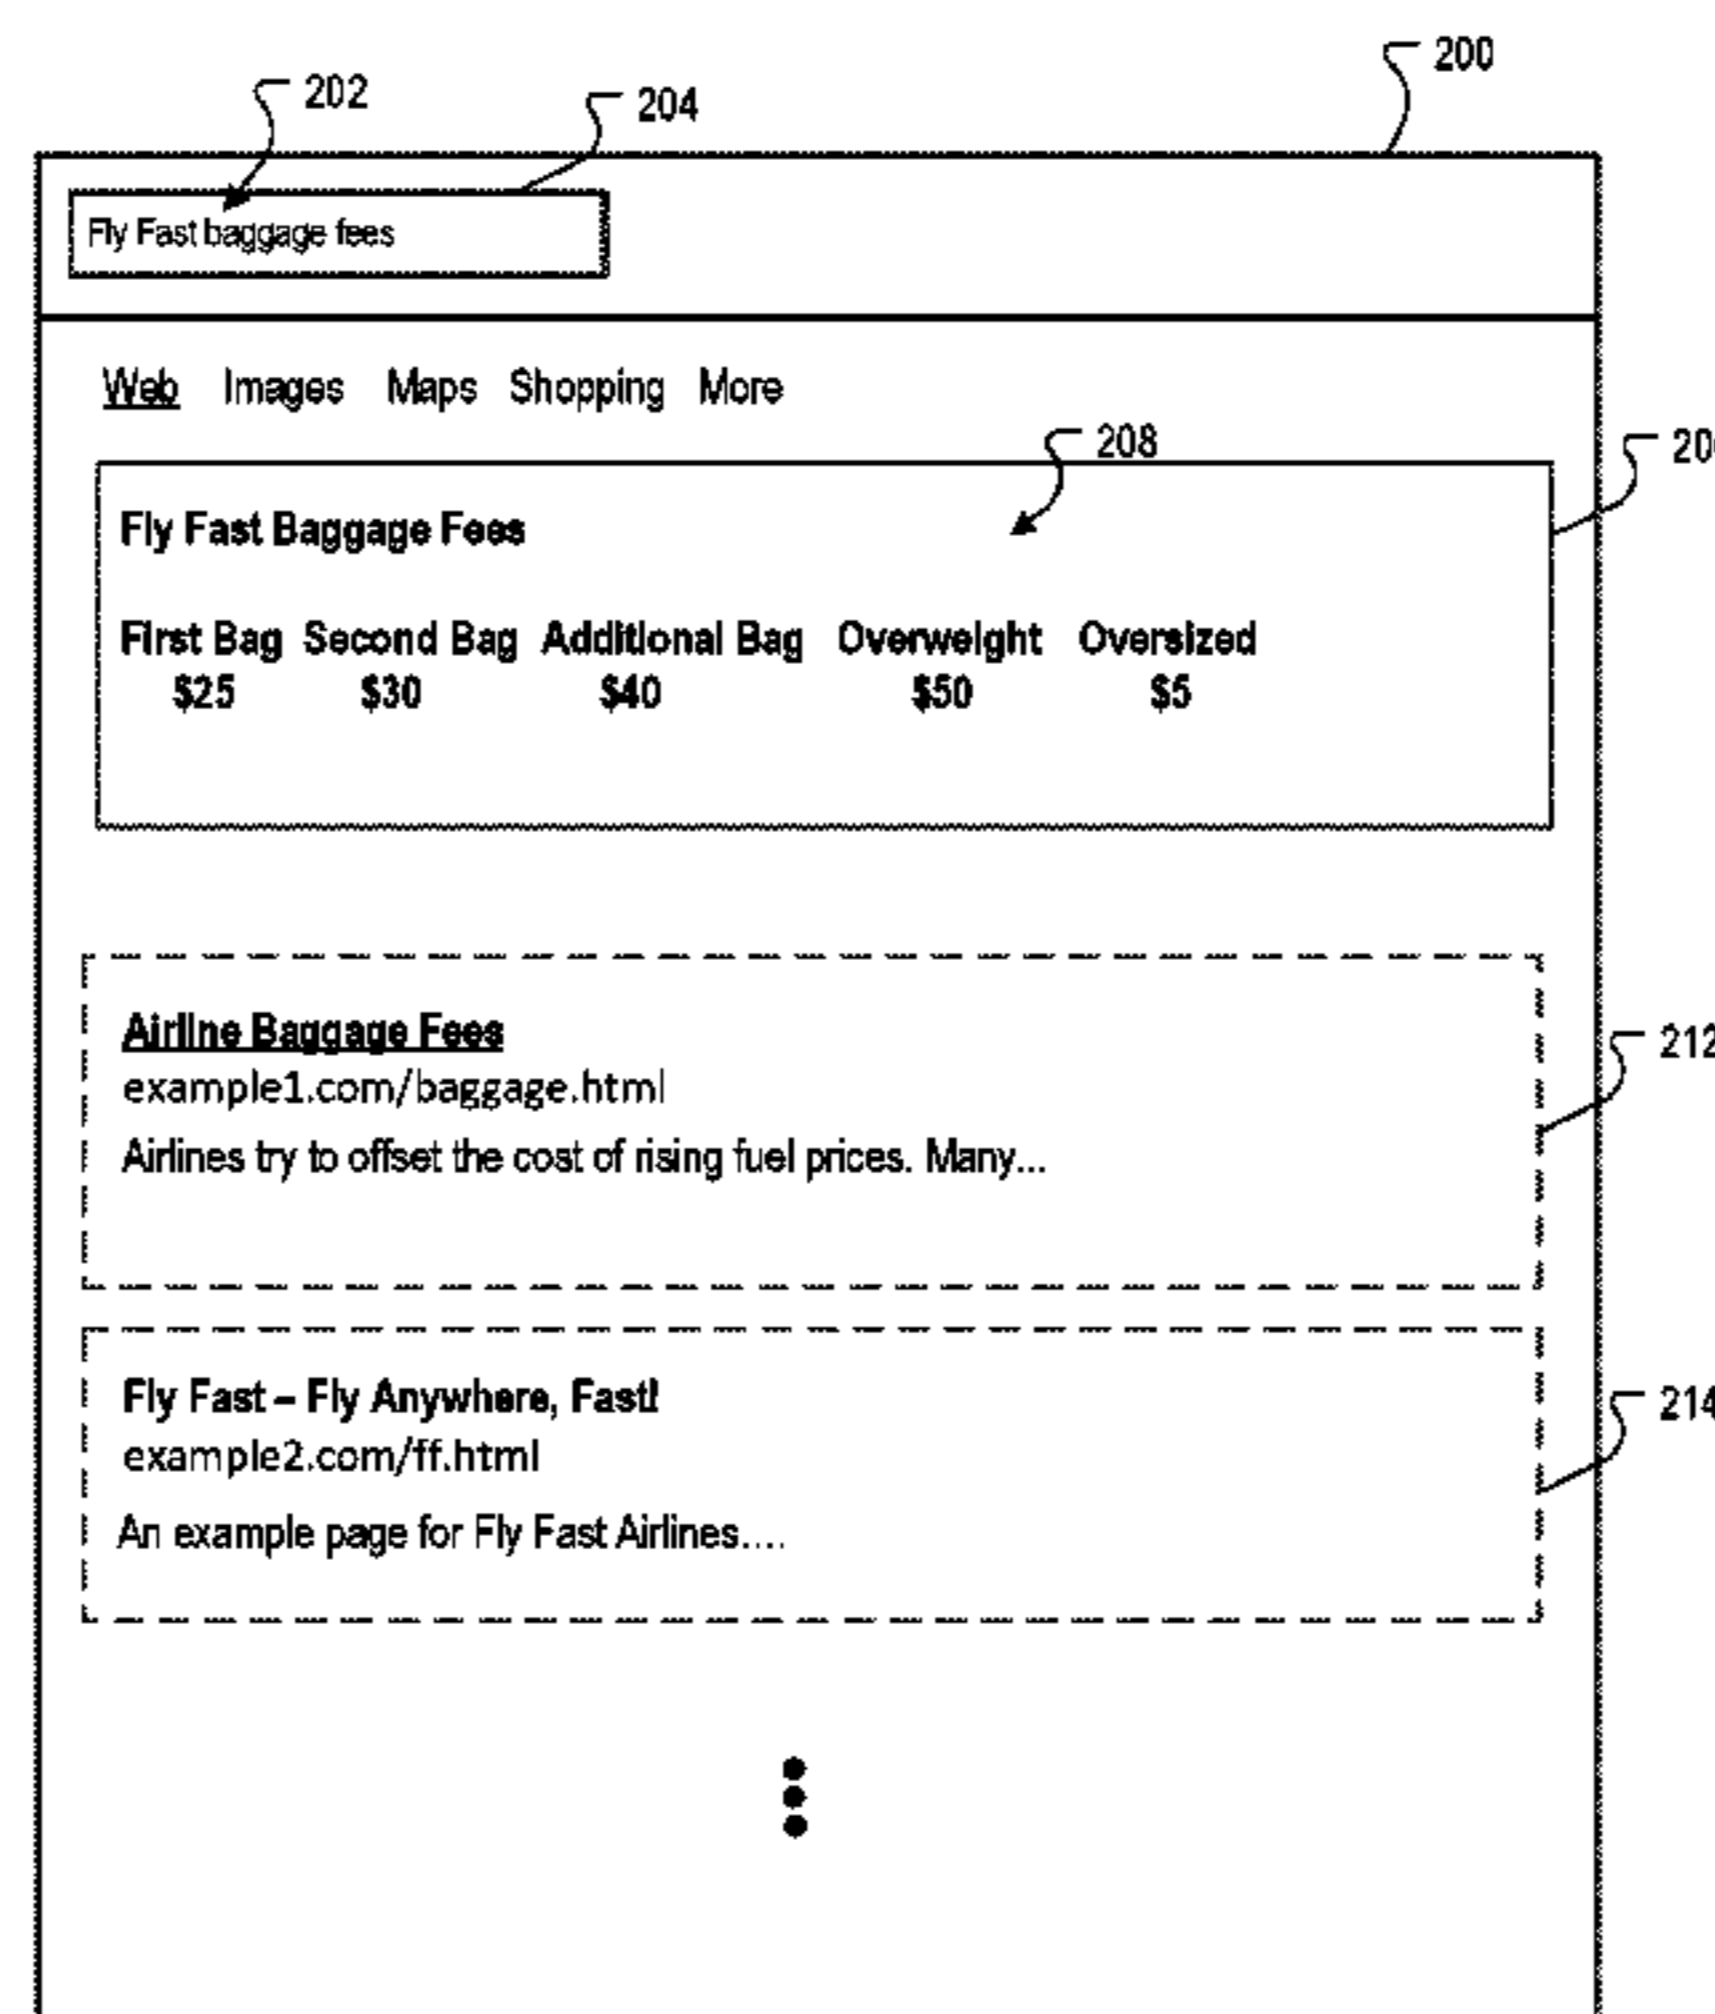 200
202
204
Fly Fast baggage fees
Web Images Maps Shopping More
208
Fly Fast Baggage Fees
First Bag Second Bag Additional Bag Overweight Oversized
$25 $30 $40 $50 $5
Airline Baggage Fees
212
example1.com/baggage.html
Airlines try to offset the cost of rising fuel prices. Many...
Fly Fast – Fly Anywhere, Fast!
214
example2.com/ff.html
An example page for Fly Fast Airlines....